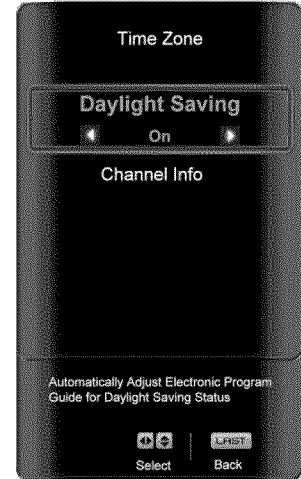 Time Zone
Daylight Saving
On
Channel Info
Automatically Adjust Electronic Program
Guide for Daylight Saving Status
LAST
Select Back